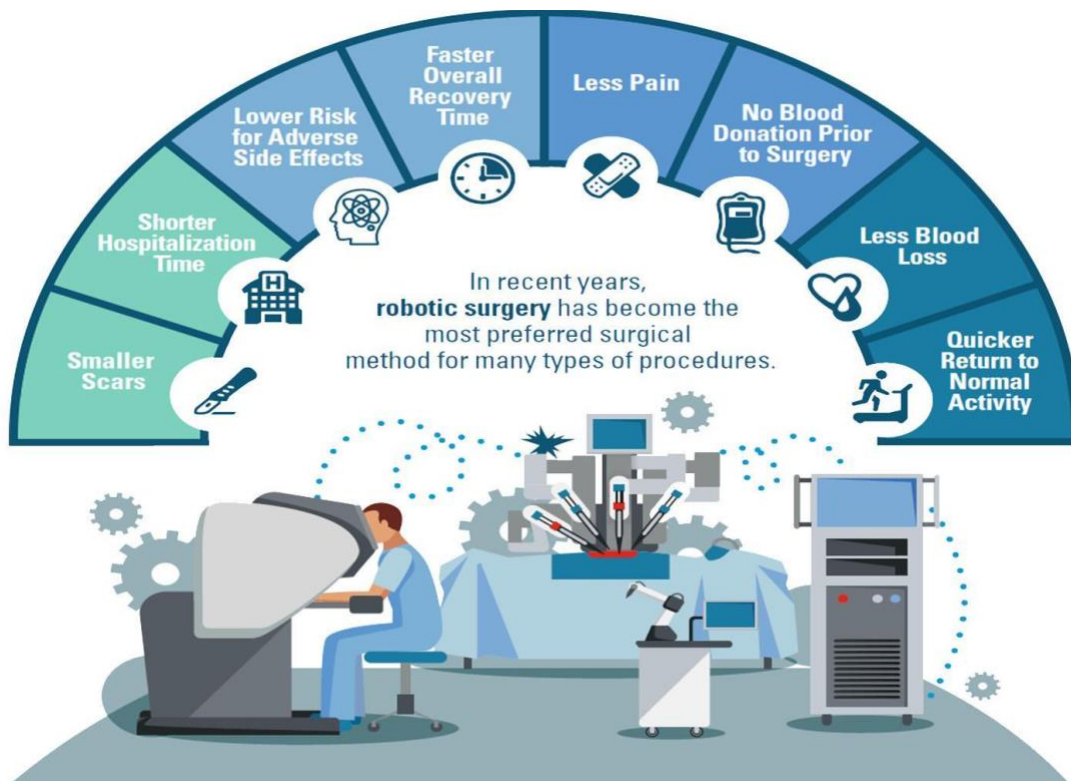 Smaller
Scars
Shorter
Hospitalization
Time
Lower Risk
for Adverse
Side Effects
Faster
Overall
Recovery
Time
Less Pain
No Blood
Donation Prior
to Surgery
Less Blood
Loss
Quicker
Return to
Normal
Activity
H
In recent years,
robotic surgery has become the
most preferred surgical
method for many types of procedures.